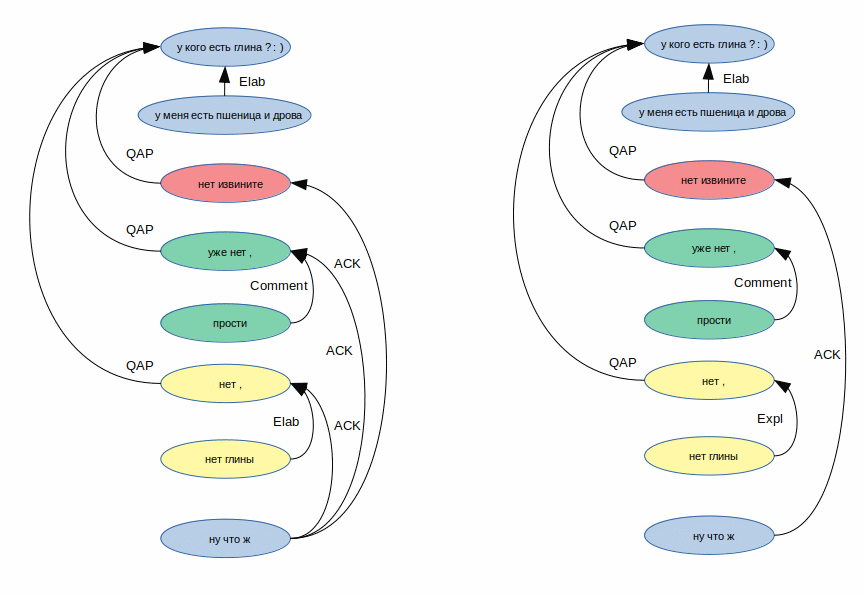 у кого есть глина ? : )
Elab
у меня есть пшеница и дрова
QAP
нет извините
QAP
уже нет ,
ACK
Comment
прости
ACK
QAP
нет ,
Elab
ACK
нет глины
ну что ж
у кого есть глина ? : )
Elab
у меня есть пшеница и дрова
QAP
нет извините
QAP
уже нет ,
Comment
прости
ACK
QAP
нет ,
Expl
нет глины
ну что ж